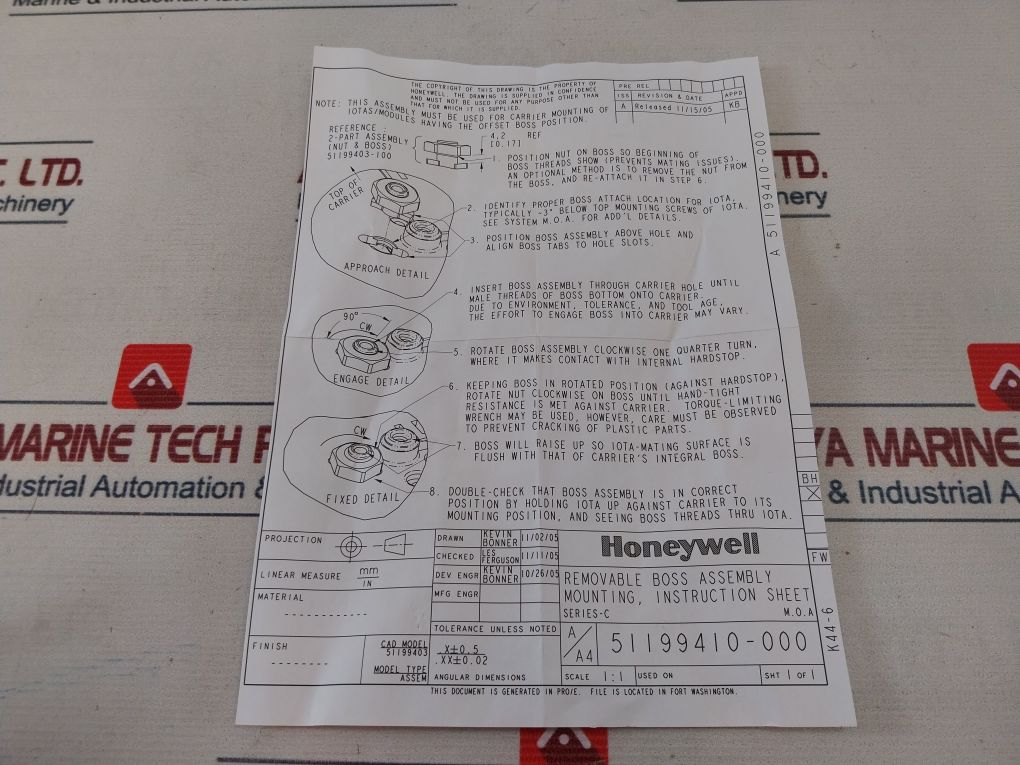 Marine & Industrial Auto
T. LTD.
chinery
MARINE TECH P
dustrial Automation &
YA MARINE
& Industrial A
THE COPYRIGHT OF THIS DRAWING IS THE PROPERTY OF
HONEYWELL. THE DRAWING IS SUPPLIED IN CONFIDENCE
AND MUST NOT BE USED FOR ANY PURPOSE OTHER THAN
THAT FOR WHICH IT IS SUPPLIED.
PRE REL
ISS REVISION & DATE APPD
A Released 11/15/05 KB
NOTE: THIS ASSEMBLY MUST BE USED FOR CARRIER MOUNTING OF
IOTAS/MODULES HAVING THE OFFSET BOSS POSITION.
REFERENCE :
2-PART ASSEMBLY
(NUT & BOSS)
51199403-100
4.2 REF
[0.17]
A 51199410-000
1. POSITION NUT ON BOSS SO BEGINNING OF
BOSS THREADS SHOW (PREVENTS MATING ISSUES).
AN OPTIONAL METHOD IS TO REMOVE THE NUT FROM
THE BOSS, AND RE-ATTACH IT IN STEP 6.
TOP OF
CARRIER
2. IDENTIFY PROPER BOSS ATTACH LOCATION FOR IOTA,
TYPICALLY ~3" BELOW TOP MOUNTING SCREWS OF IOTA.
SEE SYSTEM M.O.A. FOR ADD'L DETAILS.
3. POSITION BOSS ASSEMBLY ABOVE HOLE AND
ALIGN BOSS TABS TO HOLE SLOTS.
APPROACH DETAIL
4. INSERT BOSS ASSEMBLY THROUGH CARRIER HOLE UNTIL
MALE THREADS OF BOSS BOTTOM ONTO CARRIER.
DUE TO ENVIRONMENT, TOLERANCE, AND TOOL AGE,
THE EFFORT TO ENGAGE BOSS INTO CARRIER MAY VARY.
90°
CW
5. ROTATE BOSS ASSEMBLY CLOCKWISE ONE QUARTER TURN,
WHERE IT MAKES CONTACT WITH INTERNAL HARDSTOP.
ENGAGE DETAIL
6. KEEPING BOSS IN ROTATED POSITION (AGAINST HARDSTOP),
ROTATE NUT CLOCKWISE ON BOSS UNTIL HAND-TIGHT
RESISTANCE IS MET AGAINST CARRIER. TORQUE-LIMITING
WRENCH MAY BE USED, HOWEVER, CARE MUST BE OBSERVED
TO PREVENT CRACKING OF PLASTIC PARTS.
CW
7. BOSS WILL RAISE UP SO IOTA-MATING SURFACE IS
FLUSH WITH THAT OF CARRIER'S INTEGRAL BOSS.
FIXED DETAIL
8. DOUBLE-CHECK THAT BOSS ASSEMBLY IS IN CORRECT
POSITION BY HOLDING IOTA UP AGAINST CARRIER TO ITS
MOUNTING POSITION, AND SEEING BOSS THREADS THRU IOTA.
BH
FW
K44-6
PROJECTION
LINEAR MEASURE mm
IN
MATERIAL
- - - - - - - - - - -
FINISH
- - - - - - - -
CAD MODEL
51199403
MODEL TYPE
ASSEM
DRAWN KEVIN BONNER 11/02/05
CHECKED LES FERGUSON 11/11/05
DEV ENGR KEVIN BONNER 10/26/05
MFG ENGR
TOLERANCE UNLESS NOTED
.X±0.5
.XX±0.02
ANGULAR DIMENSIONS
Honeywell
REMOVABLE BOSS ASSEMBLY
MOUNTING, INSTRUCTION SHEET
SERIES-C M.O.A
A/A4 51199410-000
SCALE 1:1 USED ON SHT 1 OF 1
THIS DOCUMENT IS GENERATED IN PRO/E. FILE IS LOCATED IN FORT WASHINGTON.